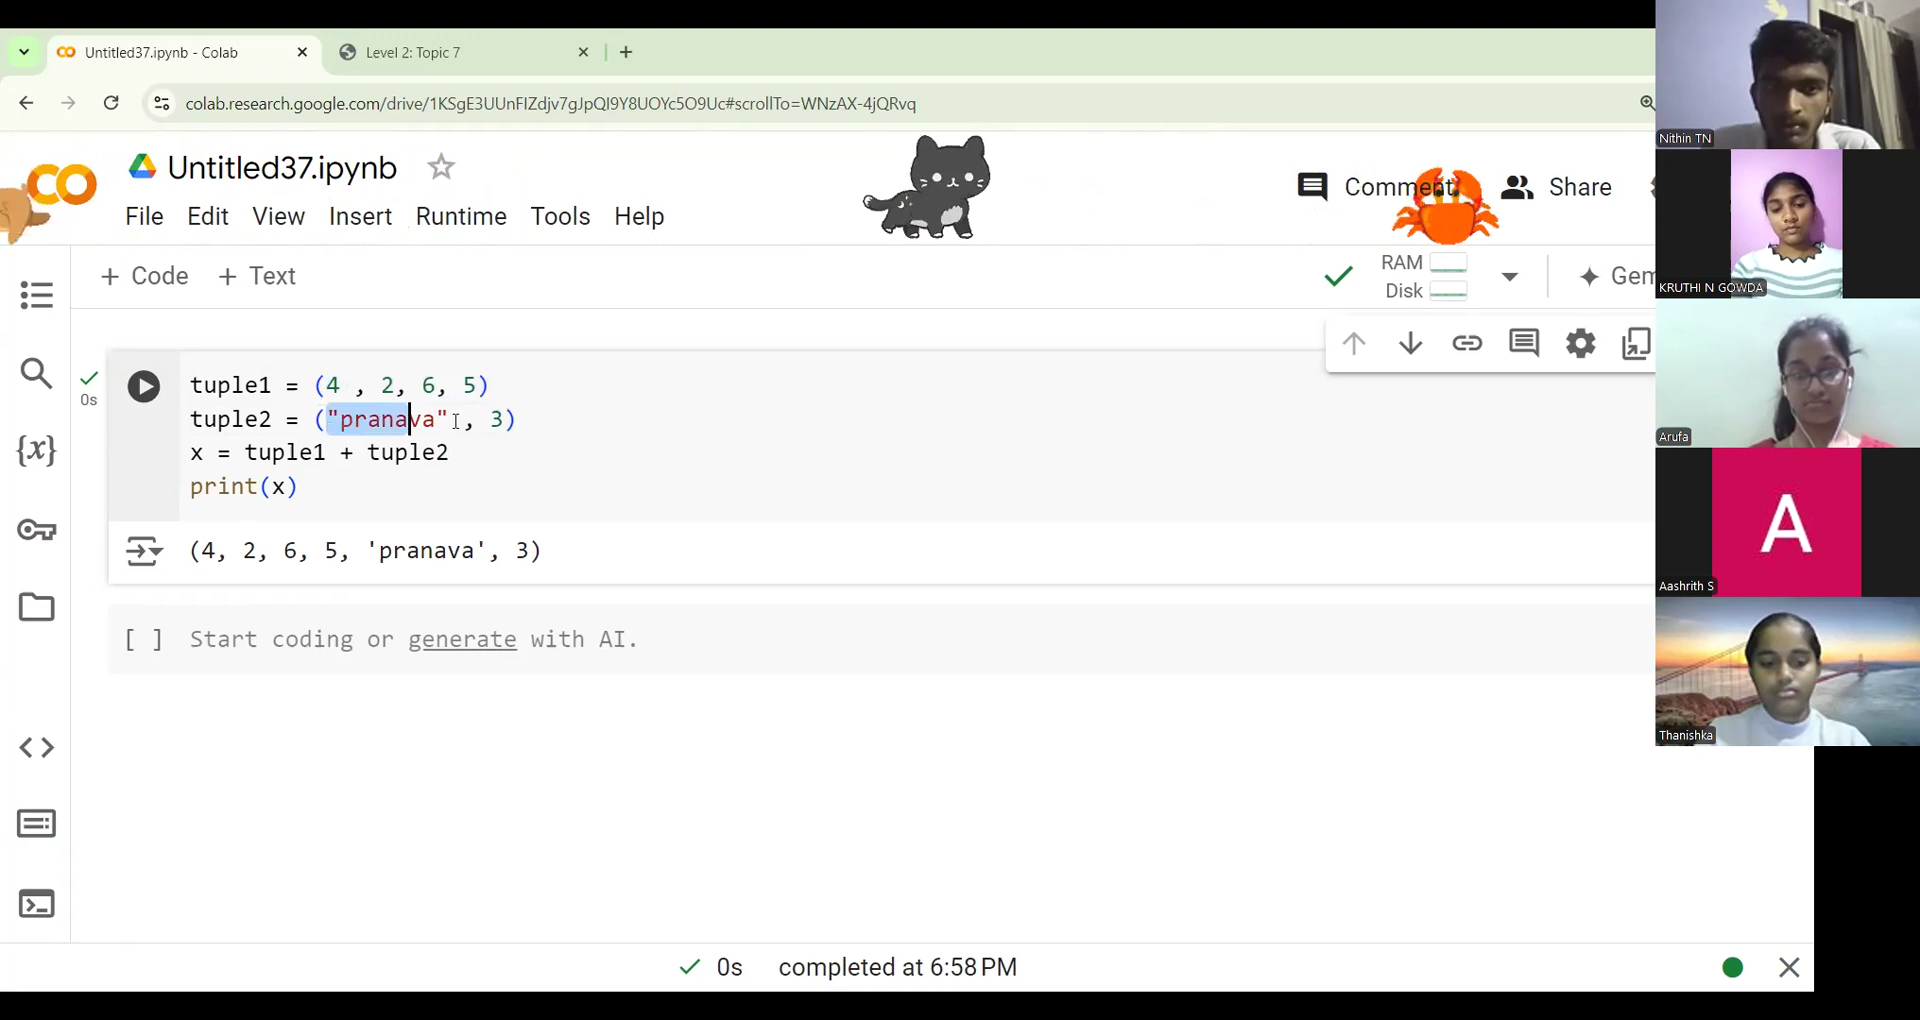 Untitled37.ipynb - Colab
Level 2: Topic 7
colab.research.google.com/drive/1KSgE3UUnFIZdjv7gJpQI9Y8UOYc5O9Uc#scrollTo=WNzAX-4jQRvq
Untitled37.ipynb
File Edit View Insert Runtime Tools Help
Comment Share
+ Code + Text
RAM
Disk
Gem
0s
tuple1 = (4 , 2, 6, 5)
tuple2 = ("pranava" , 3)
x = tuple1 + tuple2
print(x)
(4, 2, 6, 5, 'pranava', 3)
[ ] Start coding or generate with AI.
0s completed at 6:58 PM
Nithin TN
KRUTHI N GOWDA
Arufa
A
Aashrith S
Thanishka